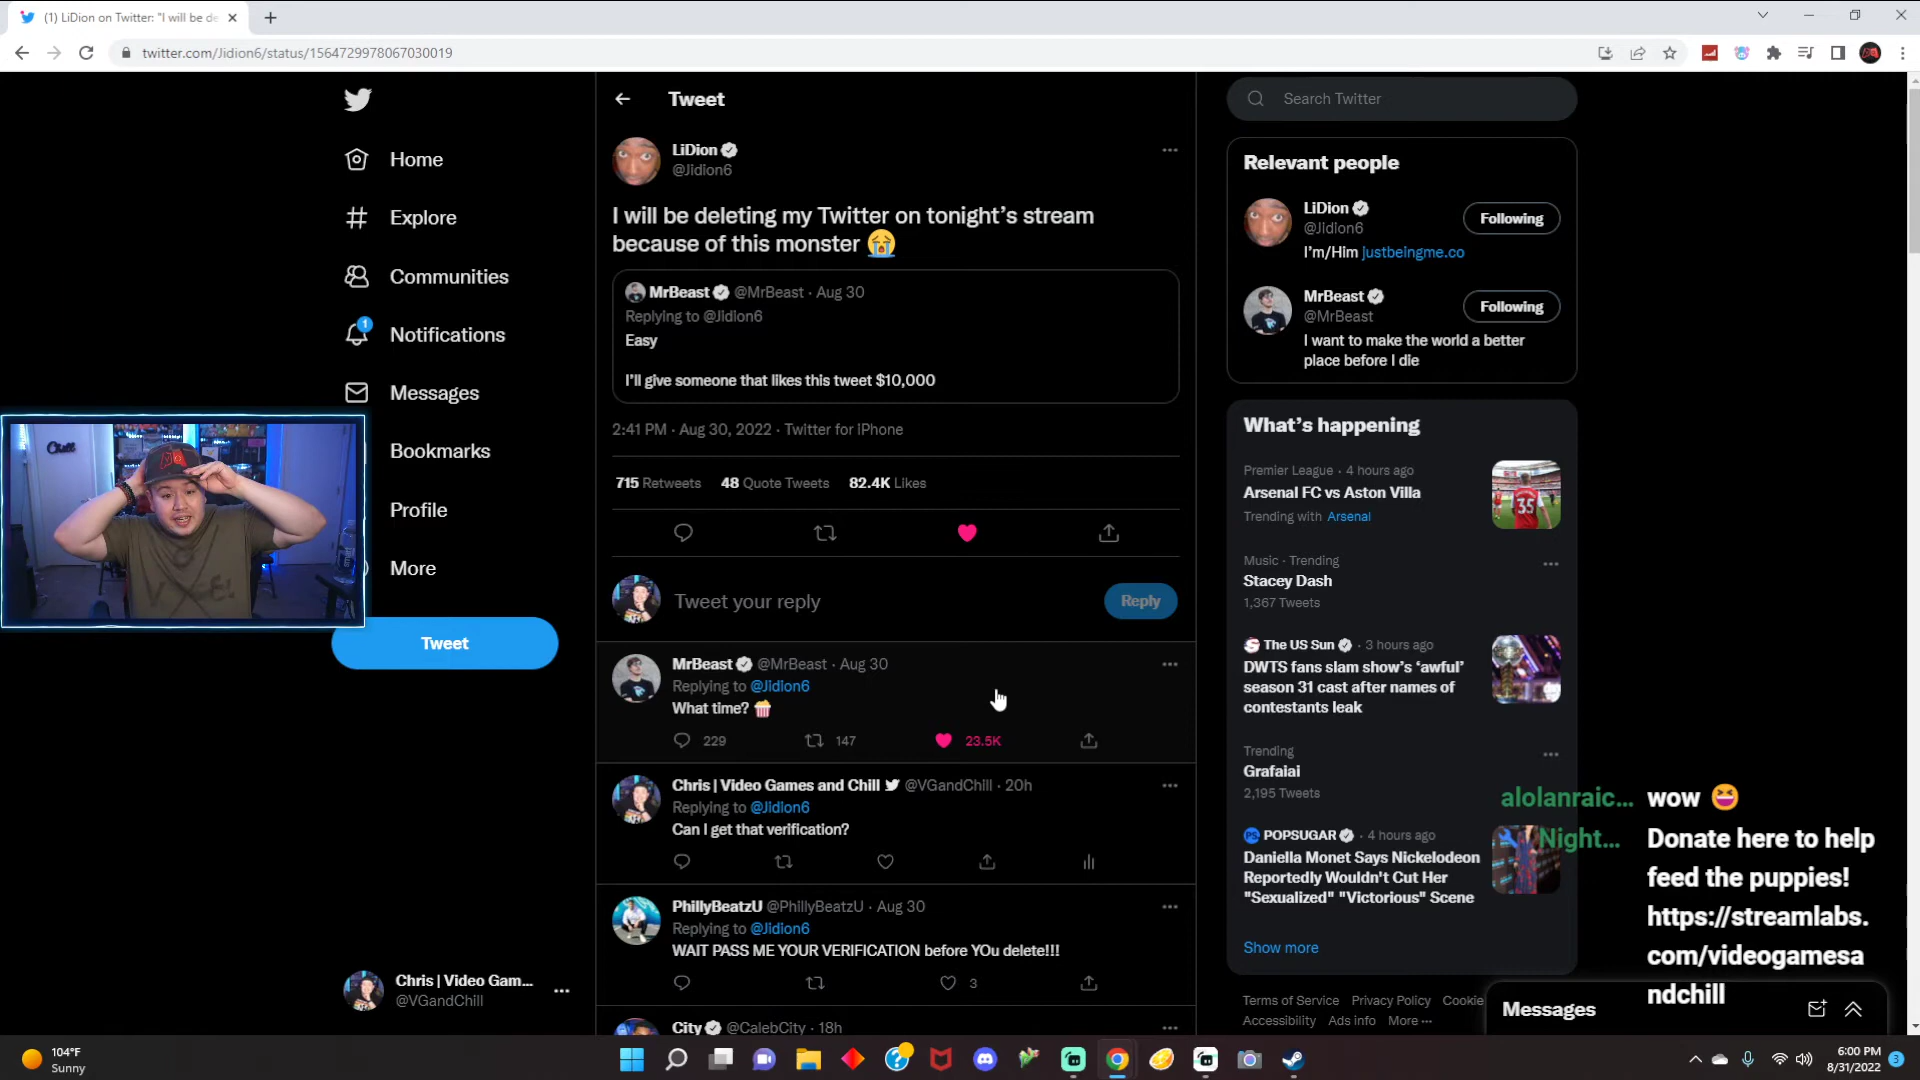 (1) LiDion on Twitter: "I will be de
twitter.com/Jidion6/status/1564729978067030019
Home
Explore
Communities
1
Notifications
Messages
Bookmarks
Profile
More
Tweet
Chill
Chris | Video Gam...
@VGandChill
Tweet
LiDion
@Jidion6
I will be deleting my Twitter on tonight's stream
because of this monster 😭
MrBeast @MrBeast · Aug 30
Replying to @Jidion6
Easy
I'll give someone that likes this tweet $10,000
2:41 PM · Aug 30, 2022 · Twitter for iPhone
715 Retweets 48 Quote Tweets 82.4K Likes
Tweet your reply
Reply
MrBeast @MrBeast · Aug 30
Replying to @Jidion6
What time? 🍿
229 147 23.5K
Chris | Video Games and Chill @VGandChill · 20h
Replying to @Jidion6
Can I get that verification?
PhillyBeatzU @PhillyBeatzU · Aug 30
Replying to @Jidion6
WAIT PASS ME YOUR VERIFICATION before YOu delete!!!
3
City @CalebCity · 18h
Search Twitter
Relevant people
LiDion
@Jidion6
Following
I'm/Him justbeingme.co
MrBeast
@MrBeast
Following
I want to make the world a better
place before I die
What's happening
Premier League · 4 hours ago
Arsenal FC vs Aston Villa
Trending with Arsenal
35
Music · Trending
Stacey Dash
1,367 Tweets
The US Sun · 3 hours ago
DWTS fans slam show's 'awful'
season 31 cast after names of
contestants leak
Trending
Grafaiai
2,195 Tweets
POPSUGAR · 4 hours ago
Daniella Monet Says Nickelodeon
Reportedly Wouldn't Cut Her
"Sexualized" "Victorious" Scene
Show more
Terms of Service Privacy Policy Cookie
Accessibility Ads info More ···
Messages
alolanraic... wow 😆
Night... Donate here to help
feed the puppies!
https://streamlabs.
com/videogamesa
ndchill
104°F
Sunny
6:00 PM
8/31/2022
3